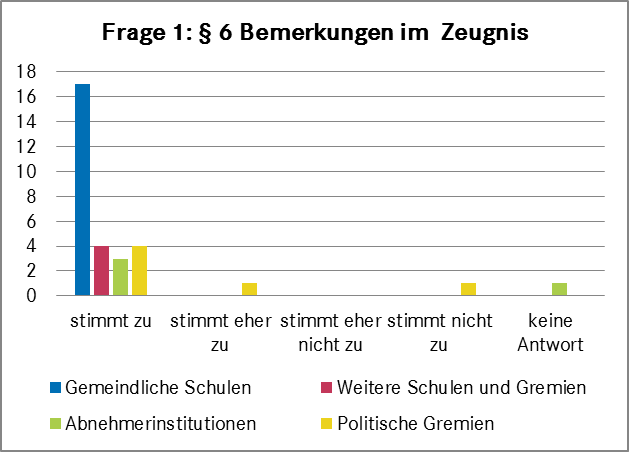 Frage 1: § 6 Bemerkungen im  Zeugnis
18
16
14
12
10
8
6
4
2
0
stimmt zu
stimmt eher
zu
stimmt eher
nicht zu
stimmt nicht
zu
keine
Antwort
Gemeindliche Schulen
Weitere Schulen und Gremien
Abnehmerinstitutionen
Politische Gremien